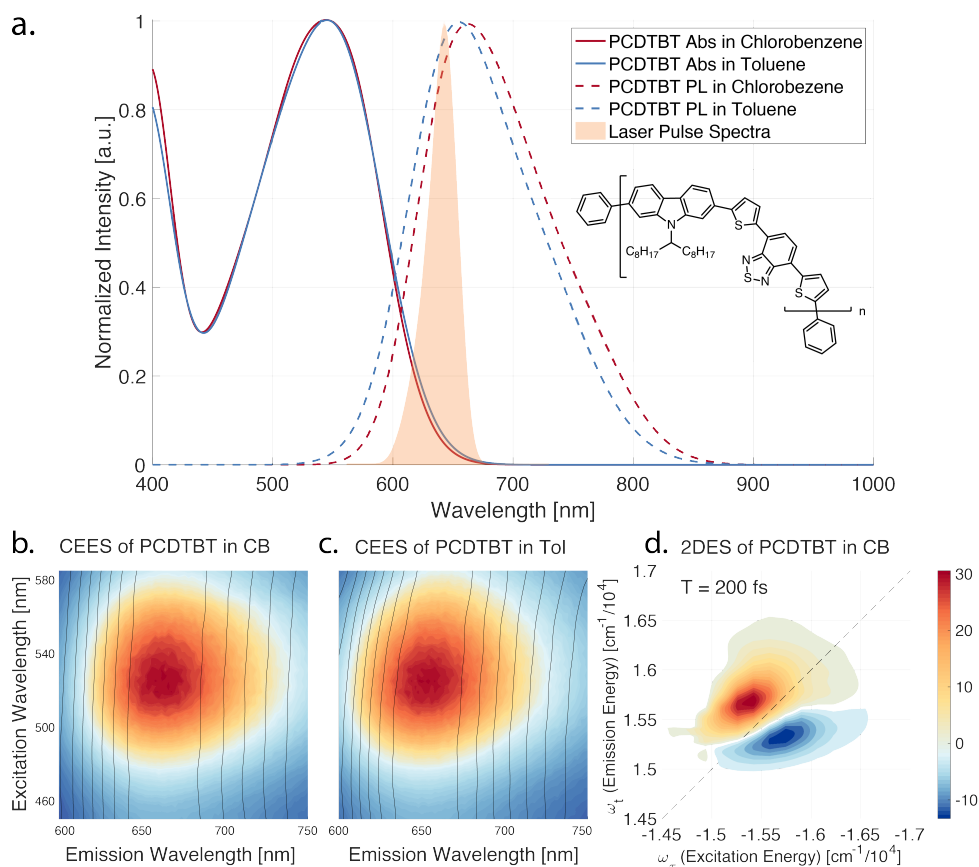 a.
1
0.8
0.6
0.4
0.2
0
Normalized Intensity [a.u.]
400 500 600 700 800 900 1000
Wavelength [nm]
PCDTBT Abs in Chlorobenzene
PCDTBT Abs in Toluene
PCDTBT PL in Chlorobezene
PCDTBT PL in Toluene
Laser Pulse Spectra
N
S
C8H17 C8H17
N
S
N
S
n
b. CEES of PCDTBT in CB
580
540
500
460
Excitation Wavelength [nm]
600 650 700 750
Emission Wavelength [nm]
c. CEES of PCDTBT in Tol
600 650 700 750
Emission Wavelength [nm]
d. 2DES of PCDTBT in CB
T = 200 fs
1.7
1.65
1.6
1.55
1.5
1.45
ωt (Emission Energy) [cm-1/104]
-1.45 -1.5 -1.55 -1.6 -1.65 -1.7
ωτ (Excitation Energy) [cm-1/104]
30
20
10
0
-10